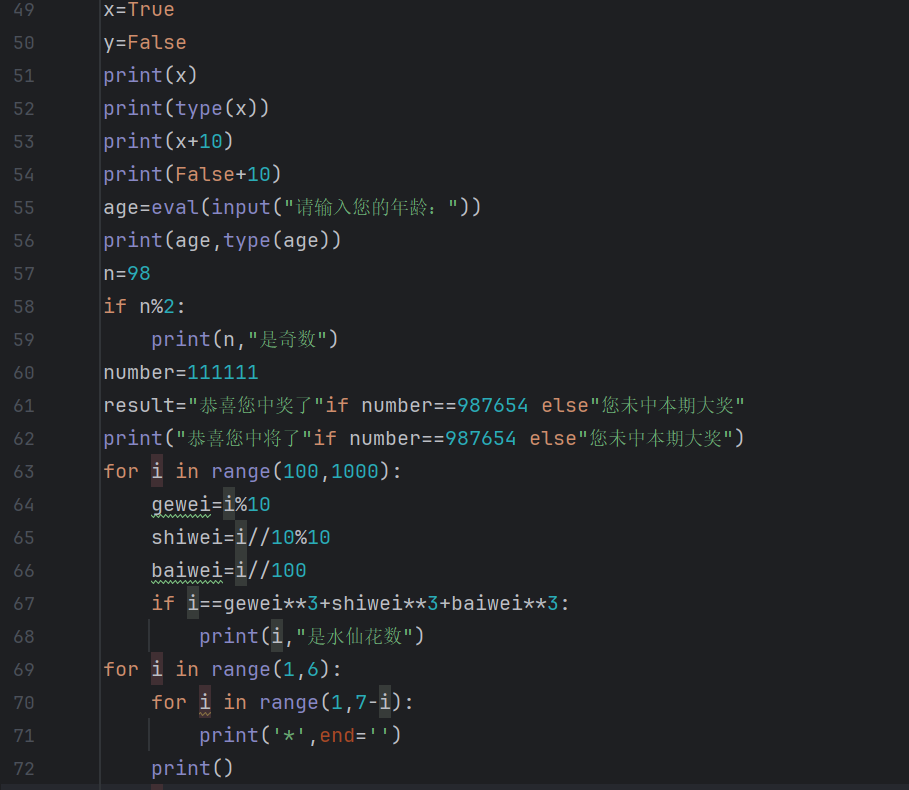 49 x=True
50 y=False
51 print(x)
52 print(type(x))
53 print(x+10)
54 print(False+10)
55 age=eval(input("请输入您的年龄："))
56 print(age,type(age))
57 n=98
58 if n%2:
59     print(n,"是奇数")
60 number=111111
61 result="恭喜您中奖了"if number==987654 else"您未中本期大奖"
62 print("恭喜您中将了"if number==987654 else"您未中本期大奖")
63 for i in range(100,1000):
64     gewei=i%10
65     shiwei=i//10%10
66     baiwei=i//100
67     if i==gewei**3+shiwei**3+baiwei**3:
68         print(i,"是水仙花数")
69 for i in range(1,6):
70     for i in range(1,7-i):
71         print('*',end='')
72     print()